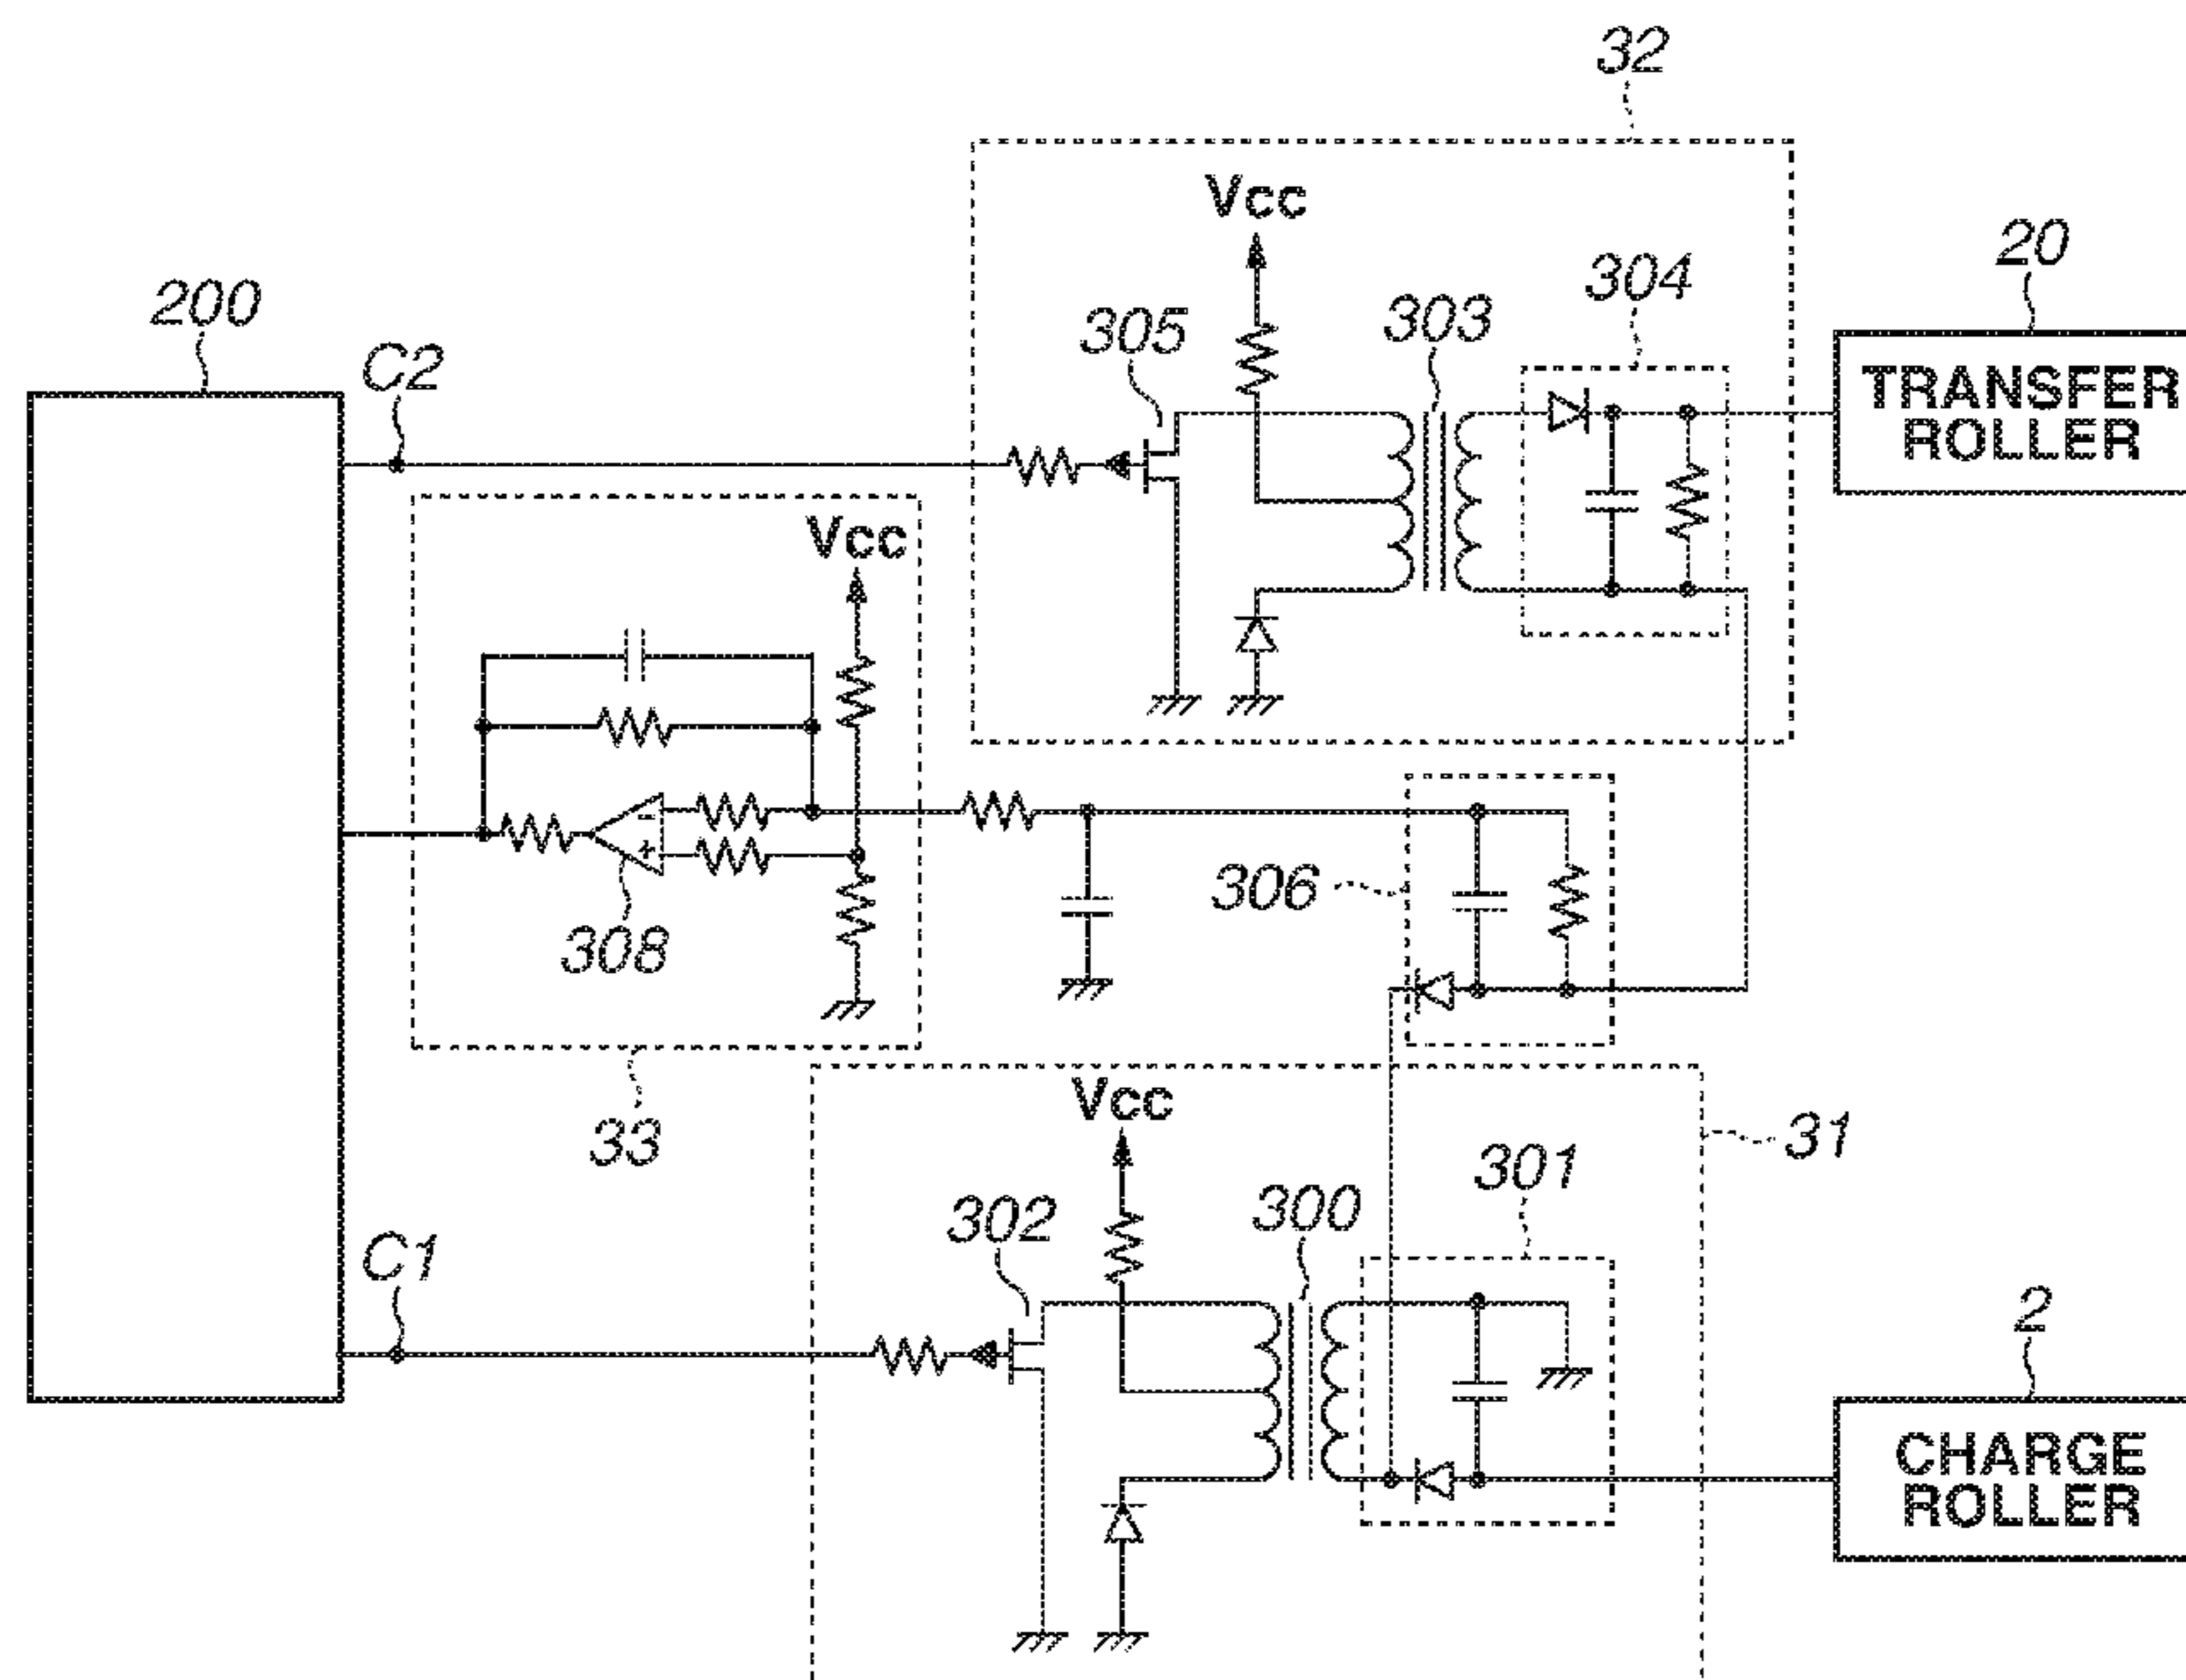 32
Vcc
20
304
200
303
305
C2
TRANSFER
ROLLER
Vcc
-
+
306
308
Vcc
31
33
301
300
302
C1
2
CHARGE
ROLLER